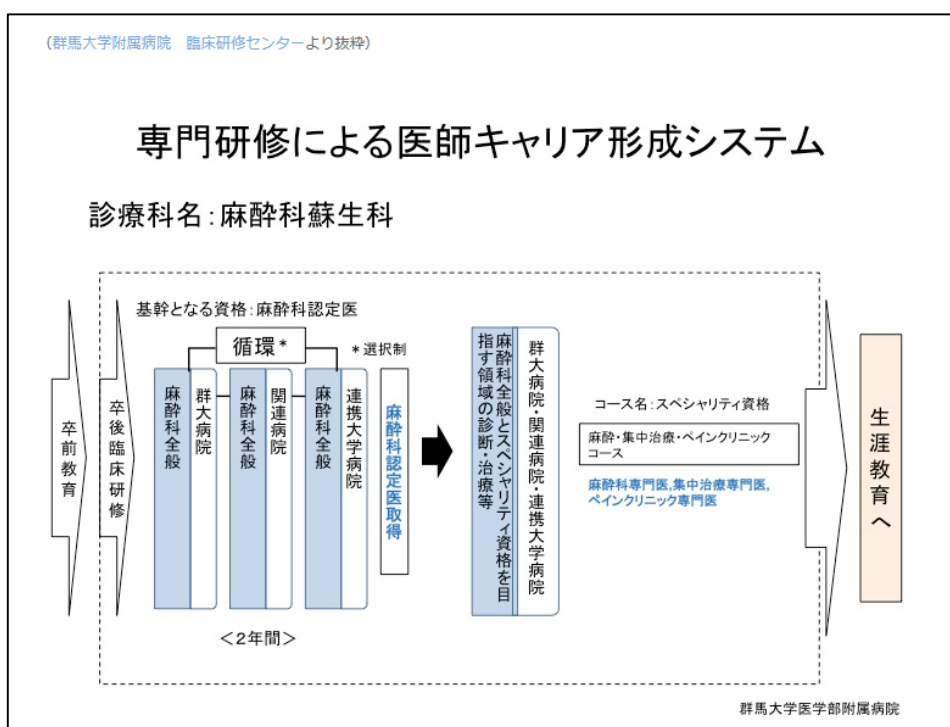 (群馬大学附属病院　臨床研修センターより抜粋)
専門研修による医師キャリア形成システム
診療科名：麻酔科蘇生科
卒前教育
卒後臨床研修
基幹となる資格：麻酔科認定医
循環*
*選択制
麻酔科全般
群大病院
麻酔科全般
関連病院
麻酔科全般
連携大学病院
麻酔科認定医取得
＜2年間＞
麻酔科全般とスペシャリティ資格を目
指す領域の診断・治療等
群大病院・関連病院・連携大学病院
コース名：スペシャリティ資格
麻酔・集中治療・ペインクリニック
コース
麻酔科専門医,集中治療専門医,
ペインクリニック専門医
生涯教育へ
群馬大学医学部附属病院